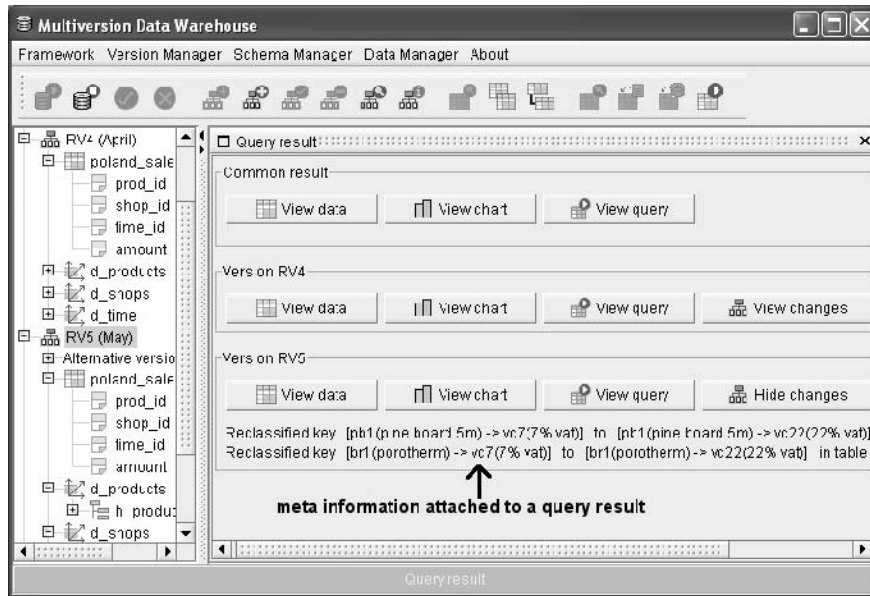 Multiversion Data Warehouse
Framework Version Manager Schema Manager Data Manager About
RV4 (April)
poland_sale
prod_id
shop_id
time_id
amount
d_products
d_shops
d_time
RV5 (May)
Alternative versio
poland_sale
prod_id
shop_id
time_id
amount
d_products
h_produ
d_shops
Query result
Common result
View data View chart View query
Version RV4
View data View chart View query View changes
Version RV5
View data View chart View query Hide changes
Reclassified key [pb1(pine board 5m) -> vc7(7% vat)] to [pb1(pine board 5m) -> vc22(22% vat)]
Reclassified key [br1(porotherm) -> vc7(7% vat)] to [br1(porotherm) -> vc22(22% vat)] in table
meta information attached to a query result
Query result